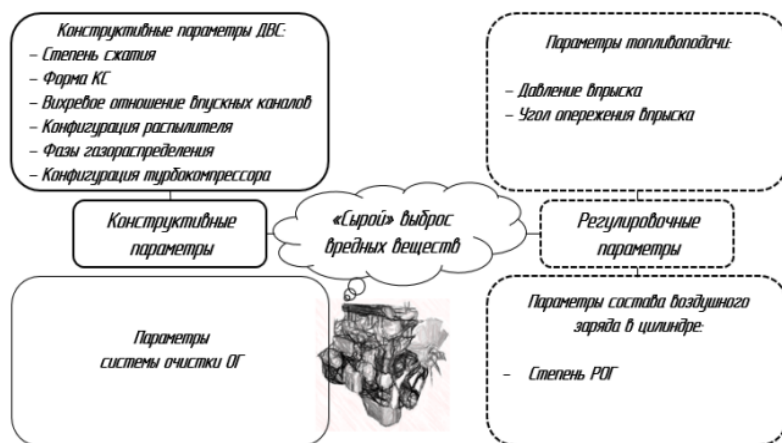 Конструктивные параметры ДВС:
– Степень сжатия
– Форма КС
– Вихревое отношение впускных каналов
– Конфигурация распылителя
– Фазы газораспределения
– Конфигурация турбокомпрессора
Параметры топливоподачи:
– Давление впрыска
– Угол опережения впрыска
Конструктивные
параметры
«Сырой» выброс
вредных веществ
Регулировочные
параметры
Параметры
системы очистки ОГ
Параметры состава воздушного
заряда в цилиндре:
- Степень РОГ